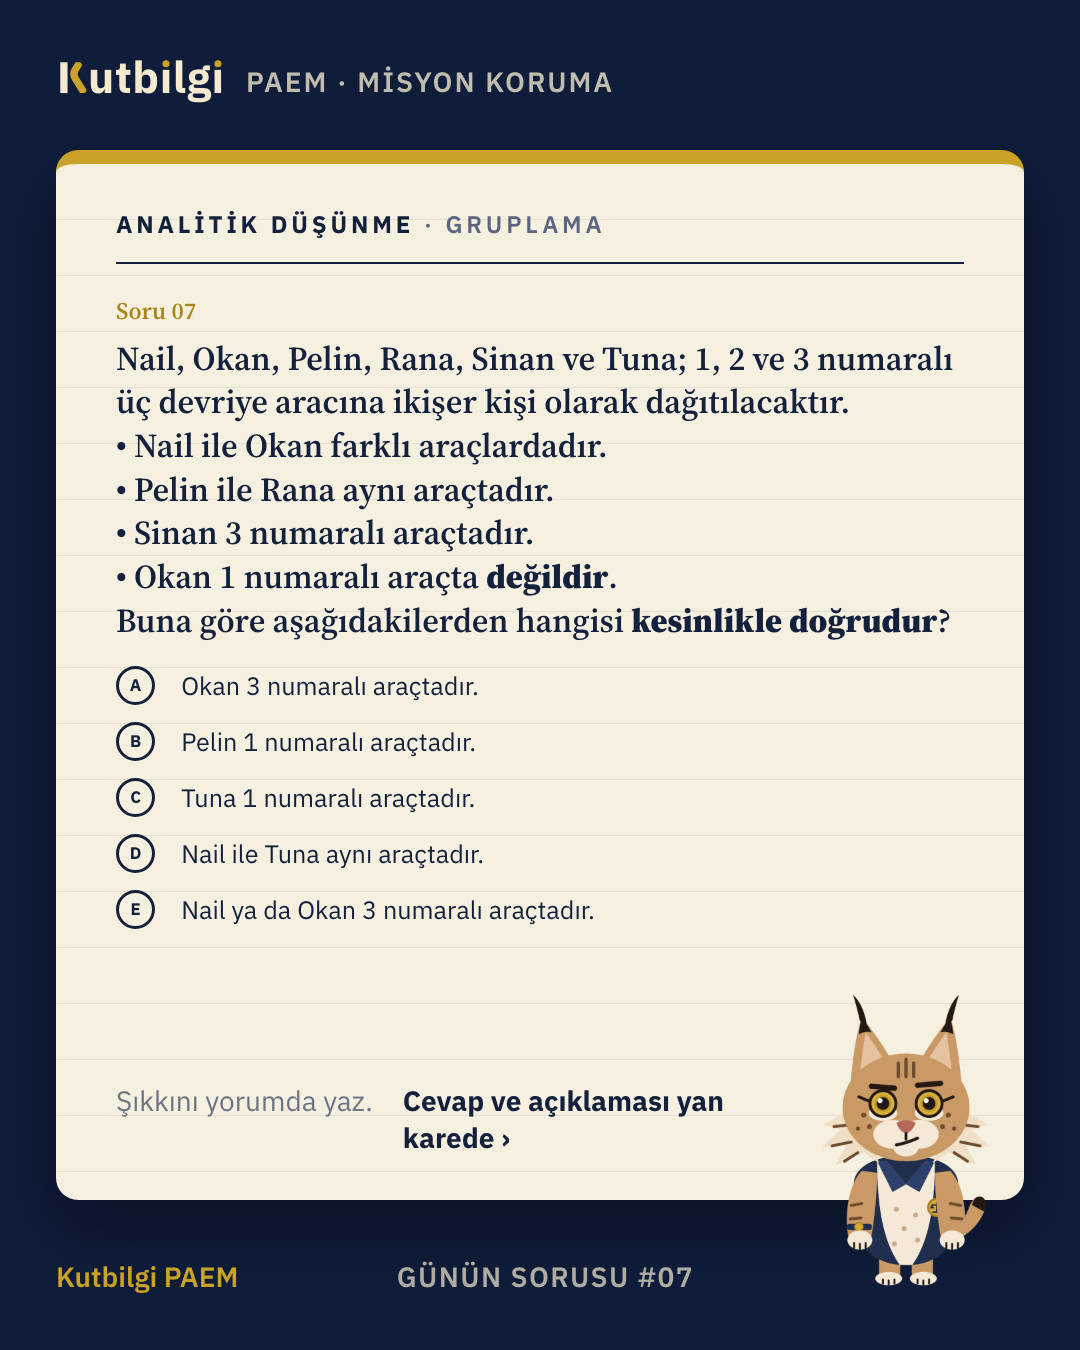 Kutbilgi PAEM · MİSYON KORUMA
ANALİTİK DÜŞÜNME · GRUPLAMA
Soru 07
Nail, Okan, Pelin, Rana, Sinan ve Tuna; 1, 2 ve 3 numaralı
üç devriye aracına ikişer kişi olarak dağıtılacaktır.
• Nail ile Okan farklı araçlardadır.
• Pelin ile Rana aynı araçtadır.
• Sinan 3 numaralı araçtadır.
• Okan 1 numaralı araçta değildir.
Buna göre aşağıdakilerden hangisi kesinlikle doğrudur?
A Okan 3 numaralı araçtadır.
B Pelin 1 numaralı araçtadır.
C Tuna 1 numaralı araçtadır.
D Nail ile Tuna aynı araçtadır.
E Nail ya da Okan 3 numaralı araçtadır.
Şıkkını yorumda yaz. Cevap ve açıklaması yan
karede ›
Kutbilgi PAEM GÜNÜN SORUSU #07